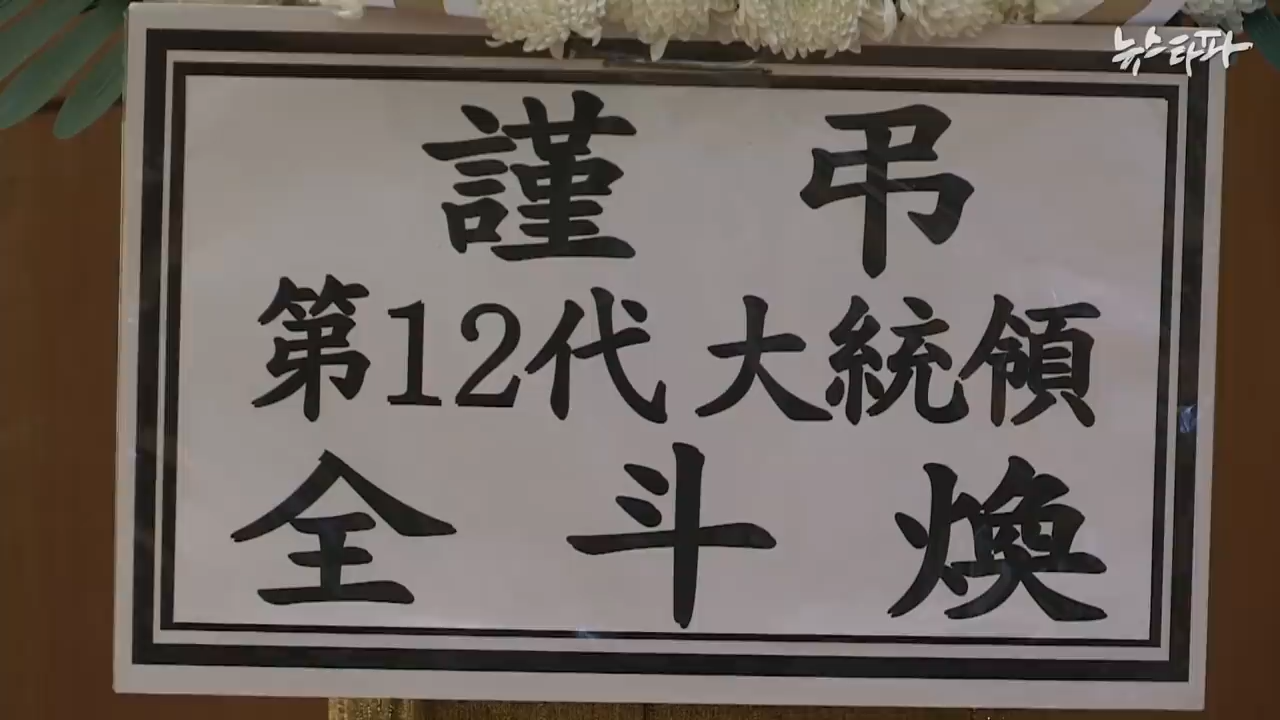 뉴스타파
謹 弔
第12代 大統領
全 斗 煥